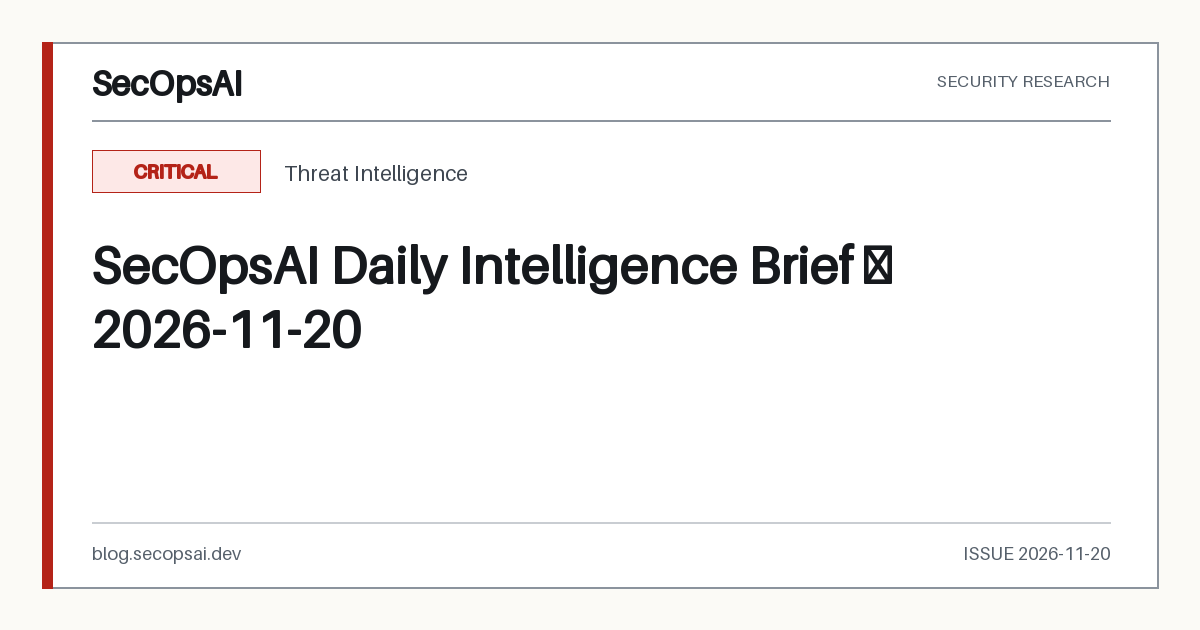 SecOpsAI
SECURITY RESEARCH
CRITICAL
Threat Intelligence
SecOpsAI Daily Intelligence Brief
2026-11-20
blog.secopsai.dev
ISSUE 2026-11-20